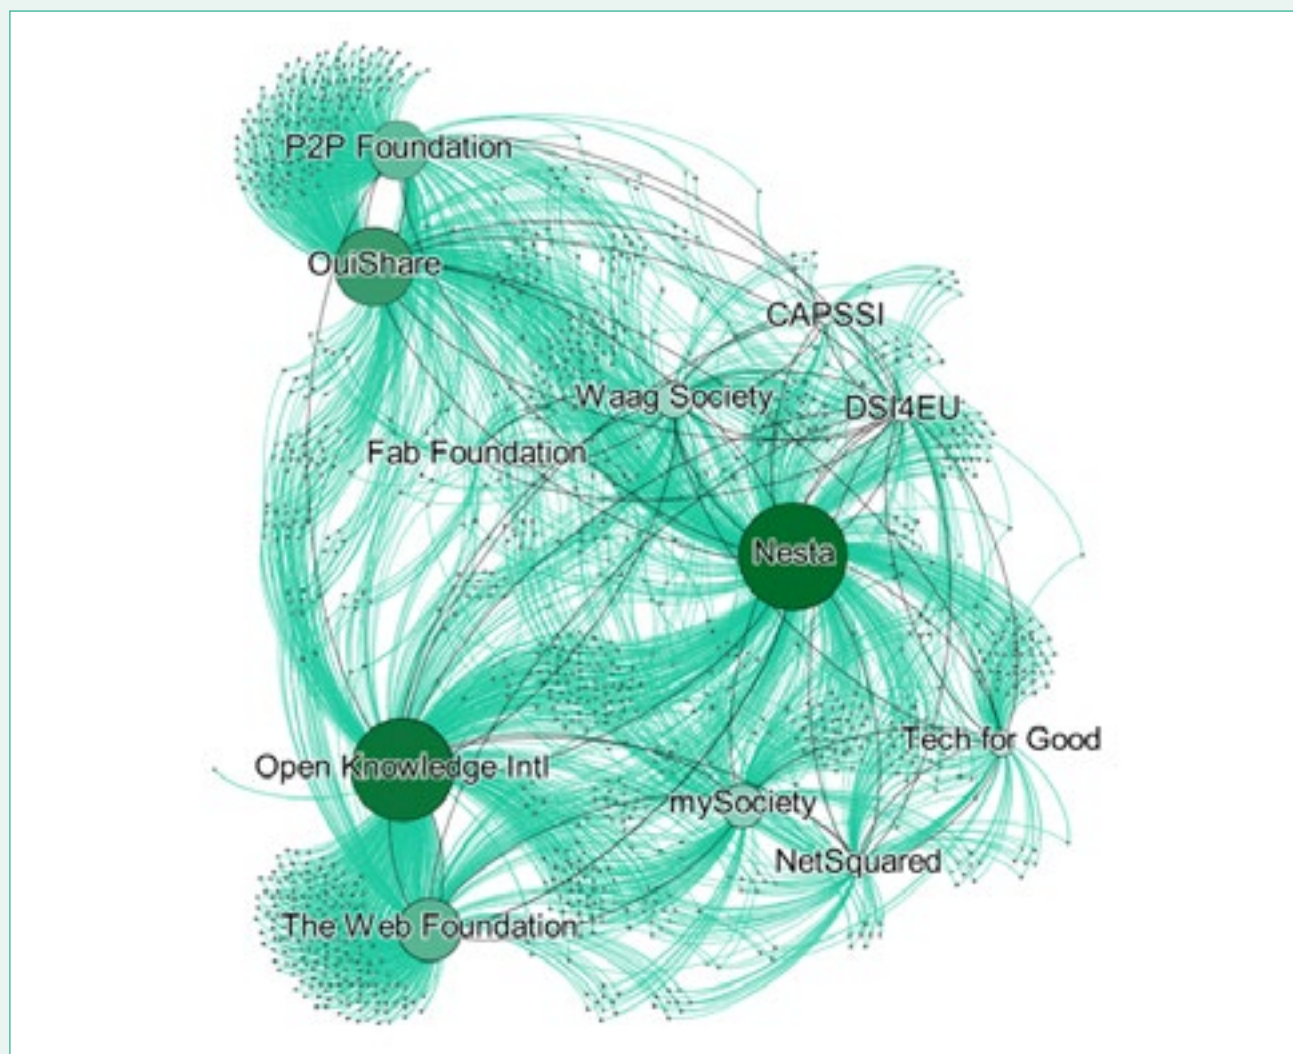 P2P Foundation
OuiShare
CAPSSI
Waag Society
DSI4EU
Fab Foundation
Nesta
Tech for Good
Open Knowledge Intl
mySociety
NetSquared
The Web Foundation